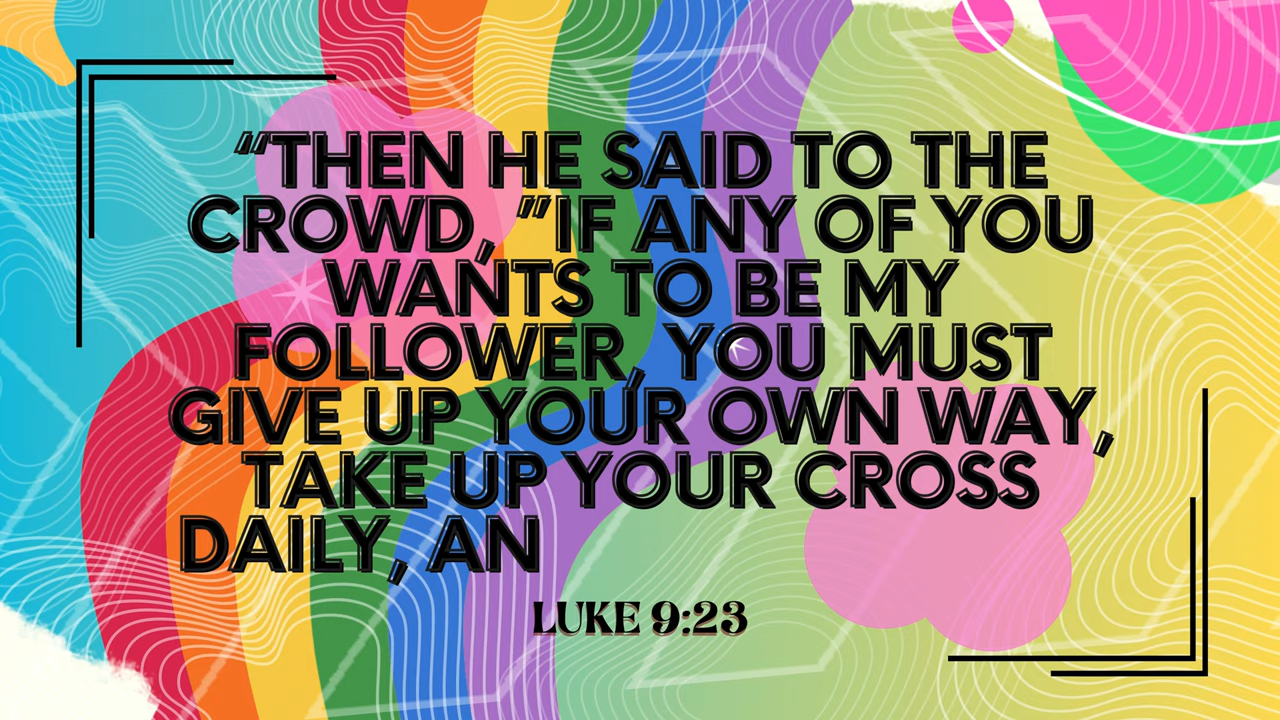 “THEN HE SAID TO THE
CROWD, ”IF ANY OF YOU
WANTS TO BE MY
FOLLOWER, YOU MUST
GIVE UP YOUR OWN WAY,
TAKE UP YOUR CROSS
DAILY, AN
LUKE 9:23